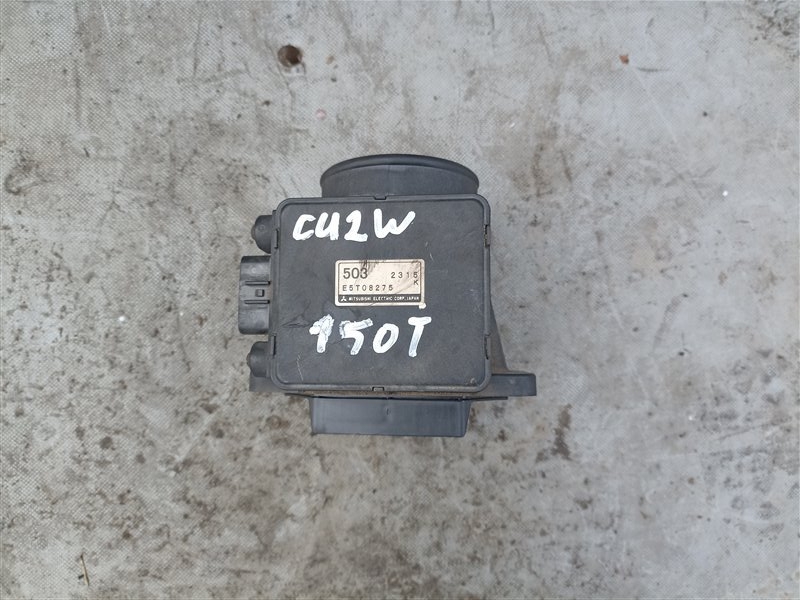 CU2W
503 2315
E5T08275 K
MITSUBISHI ELECTRIC CORP. JAPAN
150T